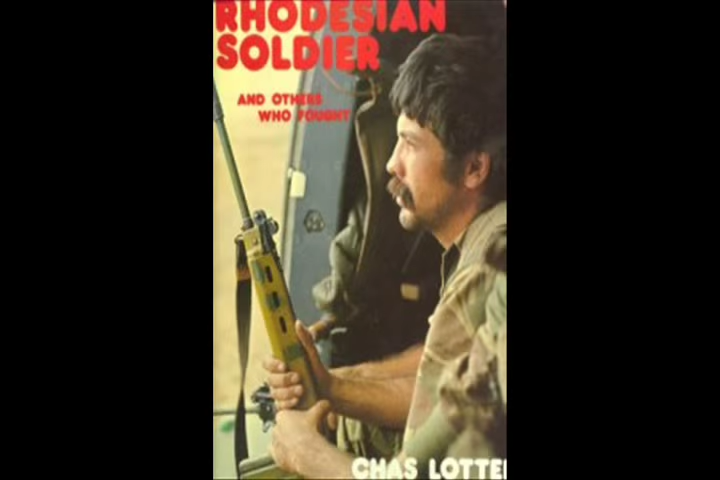 RHODESIAN
SOLDIER
AND OTHERS
WHO FOUGHT
CHAS LOTTE